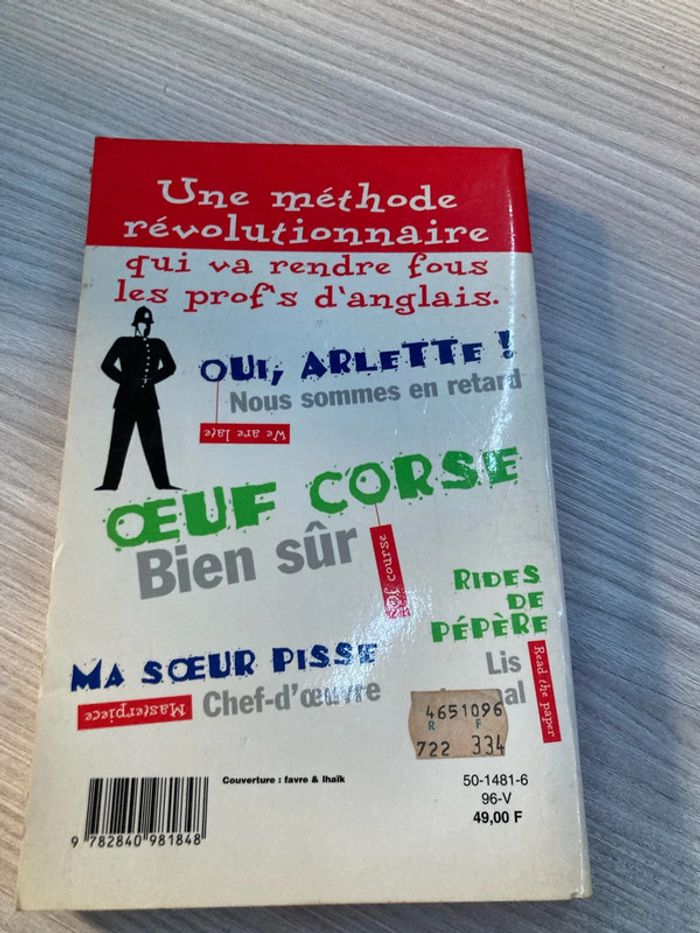 Une méthode
révolutionnaire
qui va rendre fous
les prof's d'anglais.
OUI, ARLETTE !
Nous sommes en retard
We are late
ŒUF CORSE
Bien sûr
Of course
RIDES
DE
PÉPÈRE
Lis
nal
Read the paper
MA SŒUR PISSE
Chef-d'œuvre
Masterpiece
4651096
R F
722 334
Couverture : favre & lhaïk
9 782840 981848
50-1481-6
96-V
49,00 F